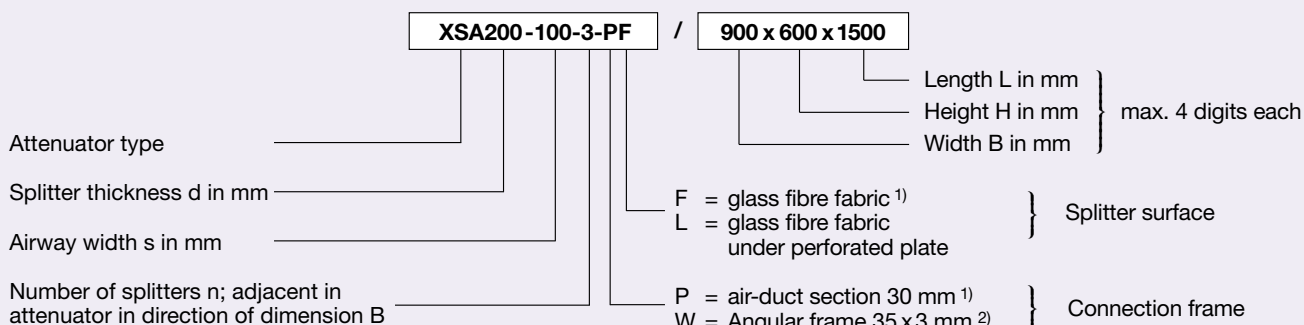 XSA200-100-3-PF / 900 x 600 x 1500
Length L in mm
Height H in mm
Width B in mm
max. 4 digits each
Attenuator type
Splitter thickness d in mm
Airway width s in mm
Number of splitters n; adjacent in
attenuator in direction of dimension B
F = glass fibre fabric 1)
L = glass fibre fabric
under perforated plate
Splitter surface
P = air-duct section 30 mm 1)
W = Angular frame 35 x 3 mm 2)
Connection frame